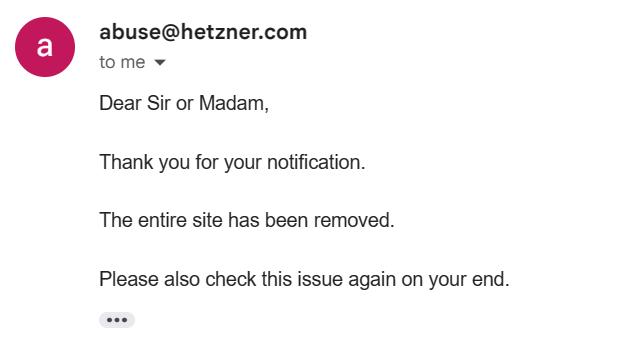 a
abuse@hetzner.com
to me
Dear Sir or Madam,
Thank you for your notification.
The entire site has been removed.
Please also check this issue again on your end.